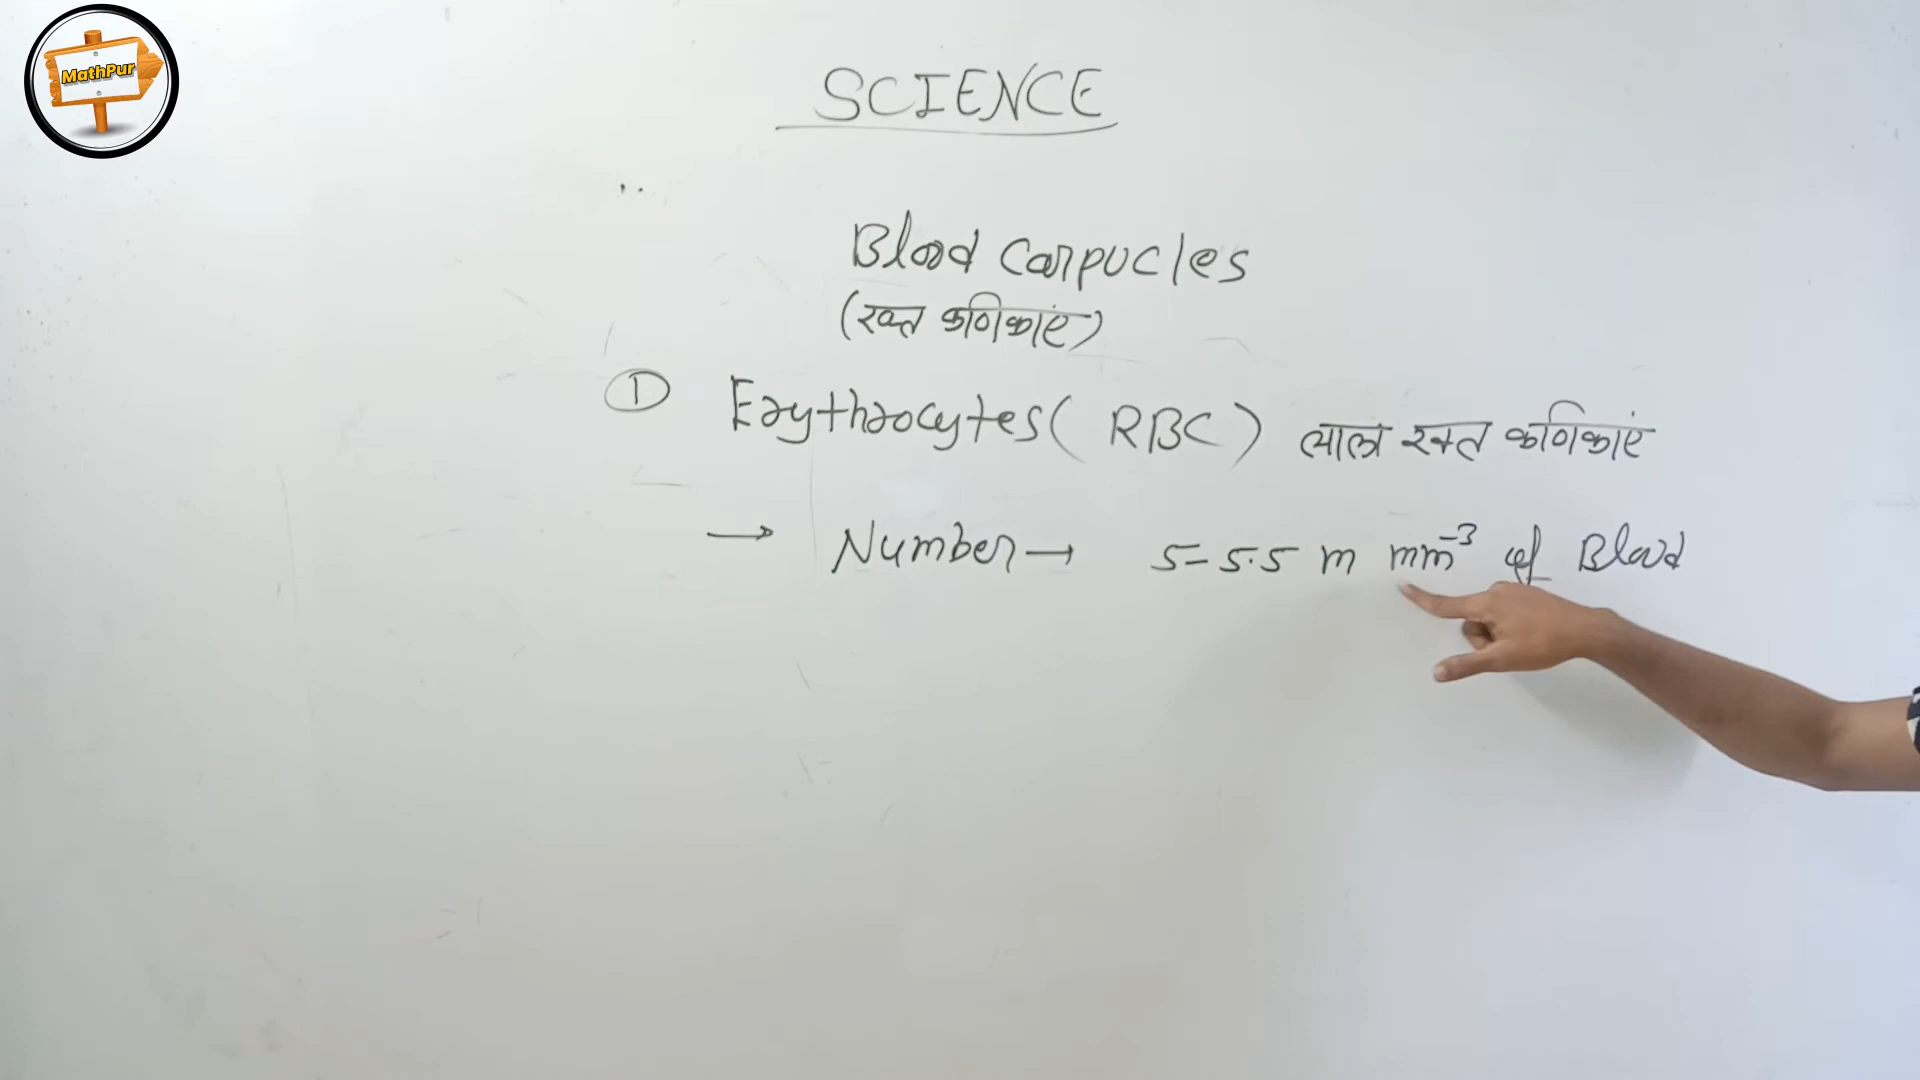 MathPur
SCIENCE
Blood Carpucles
(रक्त कणिकाएं)
① Erythrocytes (RBC) लाल रक्त कणिकाएं
→ Number → 5-5.5 m mm⁻³ of Blood